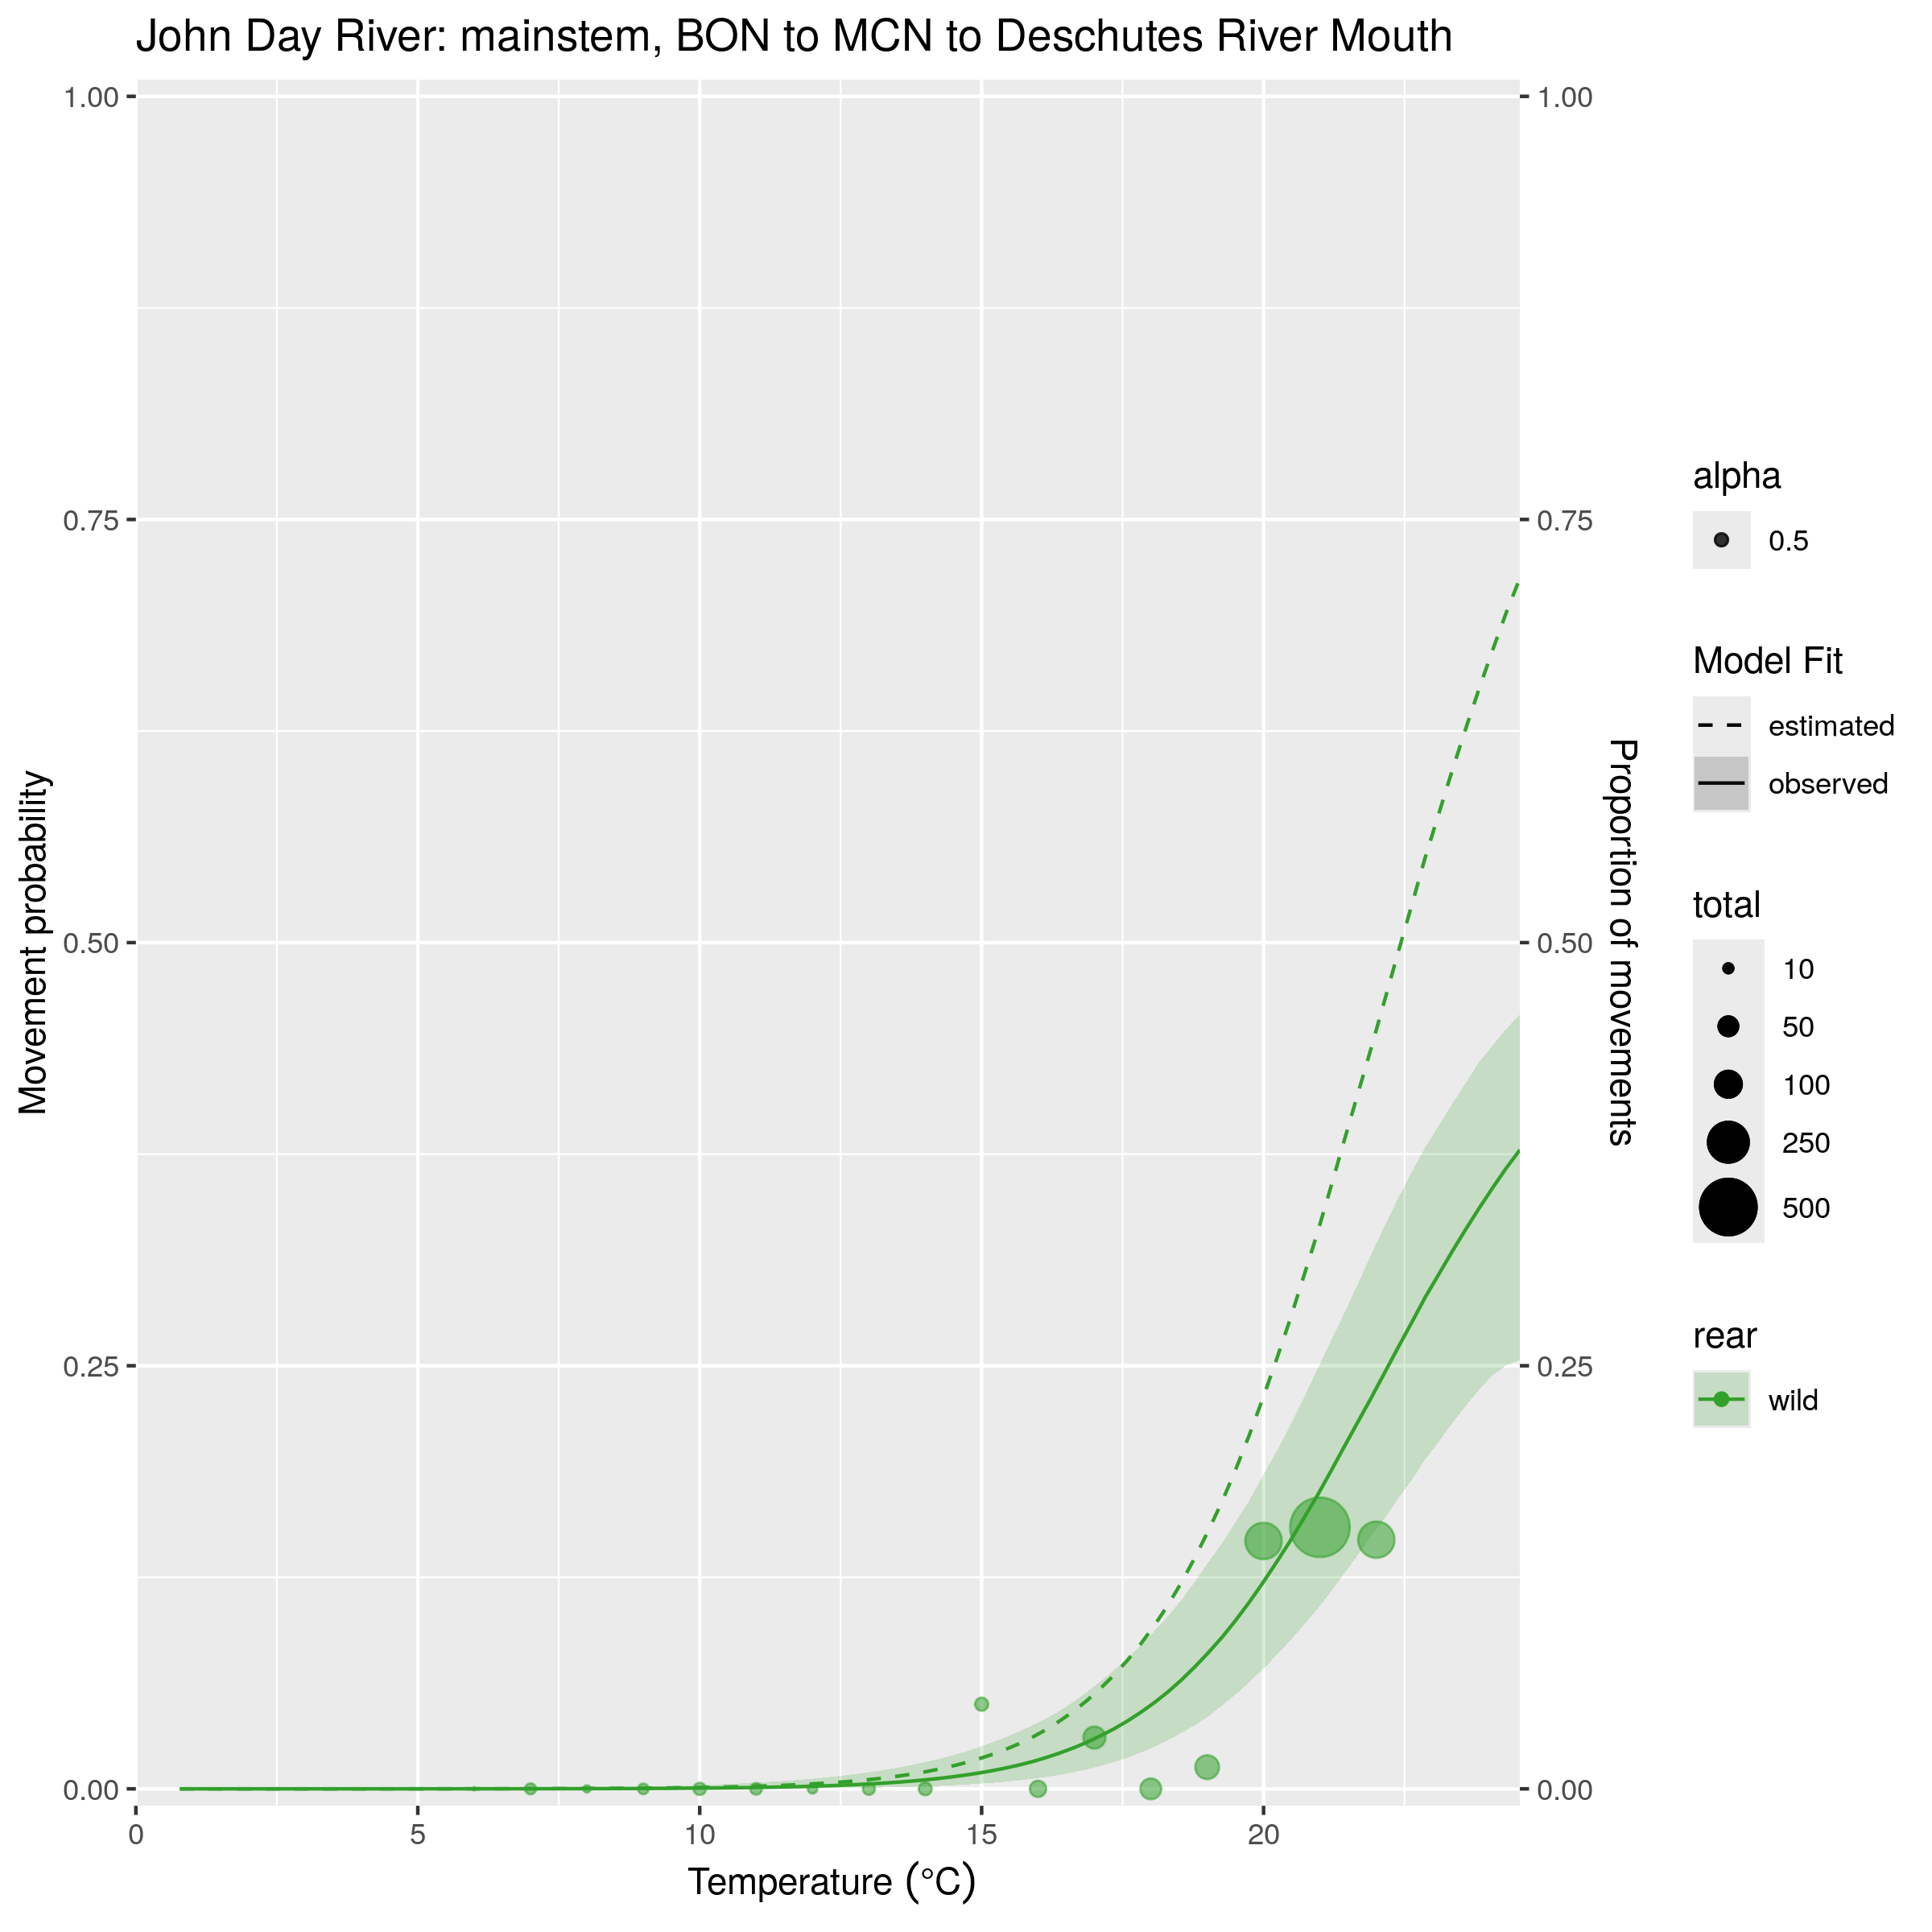 John Day River: mainstem, BON to MCN to Deschutes River Mouth
1.00
0.75
0.50
0.25
0.00
Movement probability
0
5
10
15
20
Temperature (°C)
1.00
0.75
0.50
0.25
0.00
Proportion of movements
alpha
0.5
Model Fit
estimated
observed
total
10
50
100
250
500
rear
wild